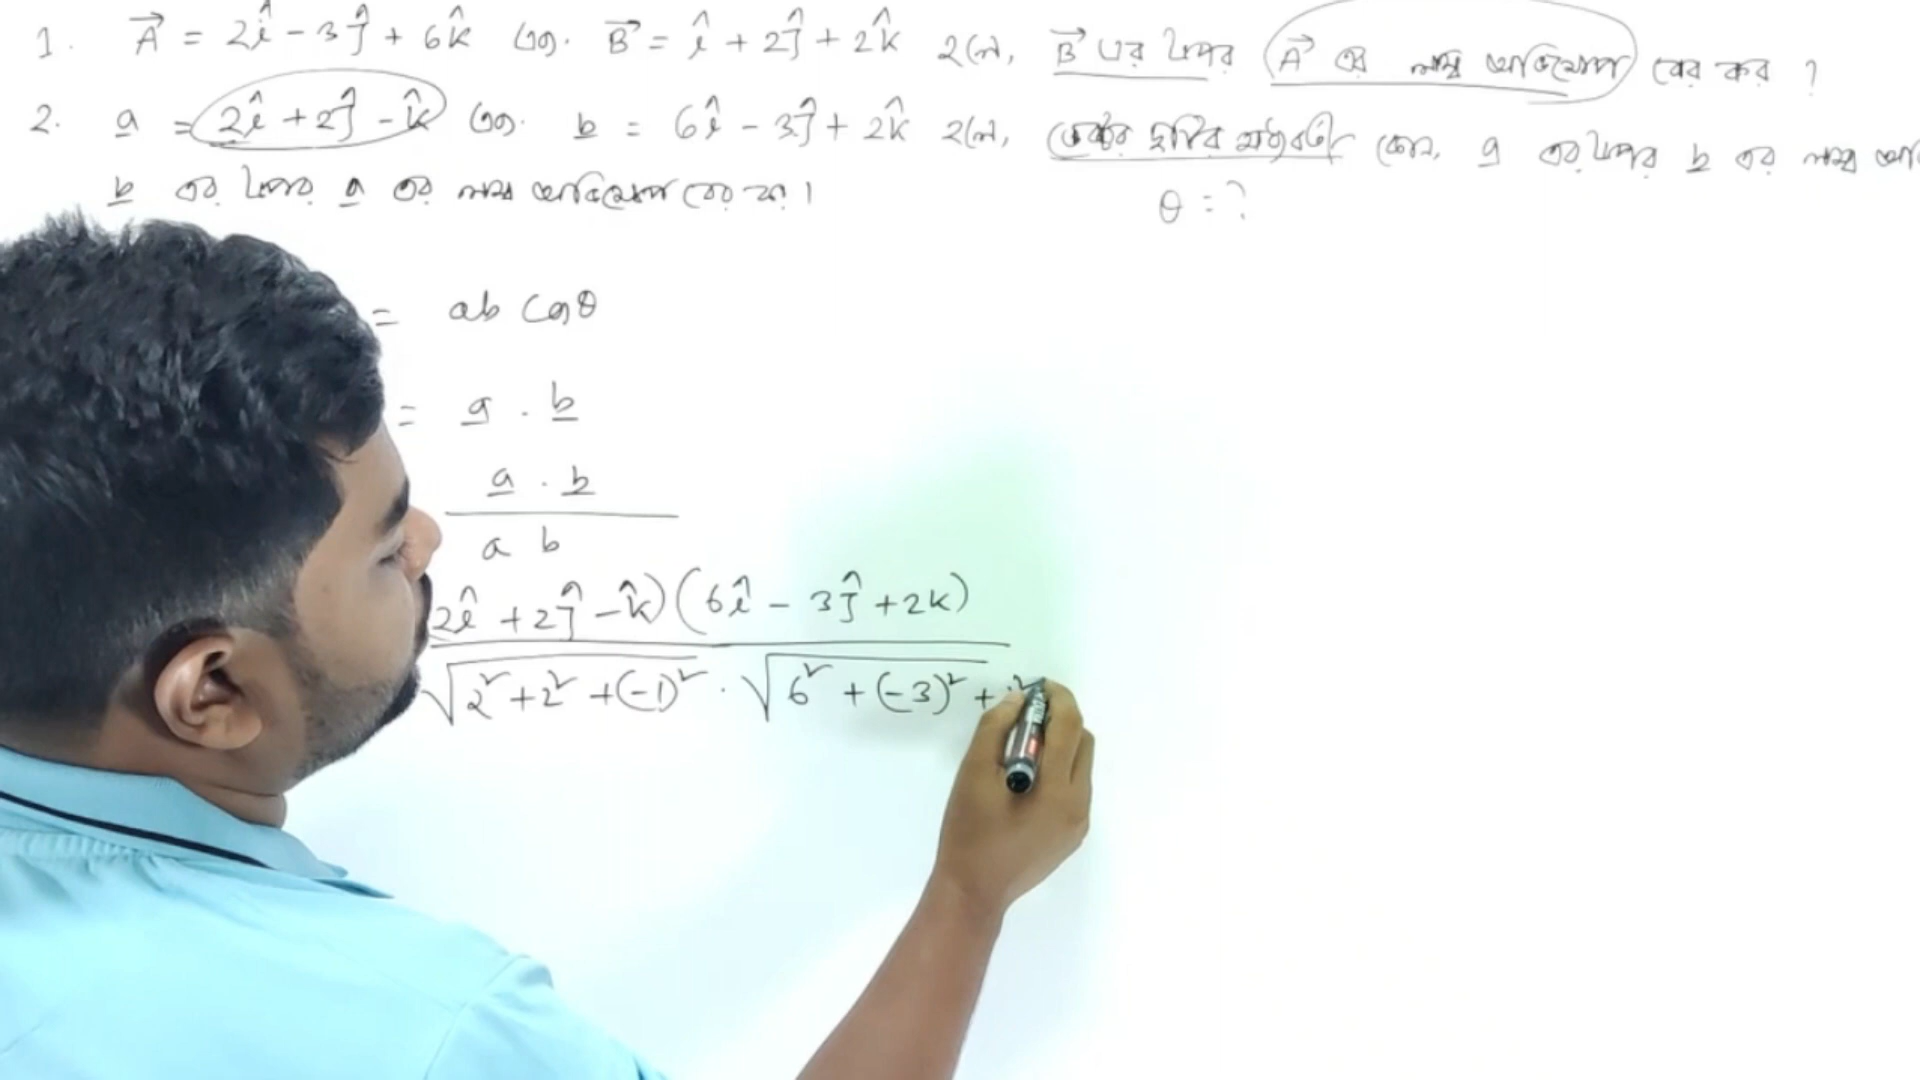 1. A⃗ = 2î - 3ĵ + 6k̂ এবং B⃗ = î + 2ĵ + 2k̂ হলে, B⃗ এর উপর A⃗ এর লম্ব অভিক্ষেপ বের কর ?
2. a = 2î + 2ĵ - k̂ এবং b = 6î - 3ĵ + 2k̂ হলে, ভেক্টর দুটির মধ্যবর্তী কোণ, a এর উপর b এর লম্ব
b এর উপর a এর লম্ব অভিক্ষেপ বের কর।
θ = ?
= ab cosθ
= a . b
a . b
a b
2î + 2ĵ - k̂) (6î - 3ĵ + 2k)
√2² + 2² + (-1)² . √6² + (-3)² +